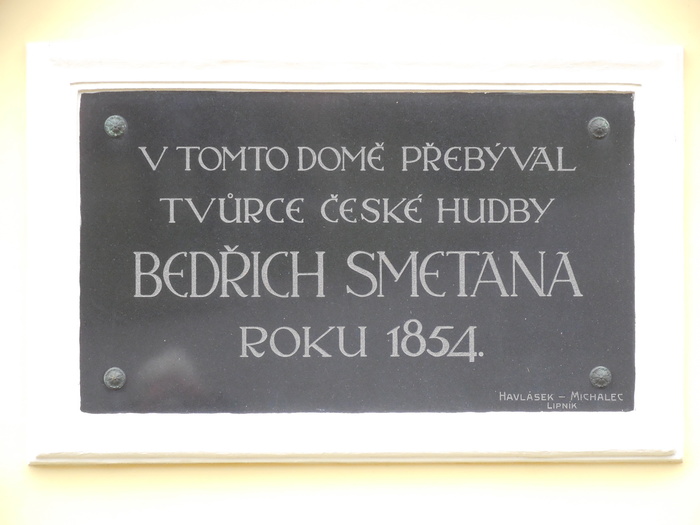 V TOMTO DOMĚ PŘEBÝVAL
TVŮRCE ČESKÉ HUDBY
BEDŘICH SMETANA
ROKU 1854.
HAVLÁSEK – MICHALEC
LIPNÍK